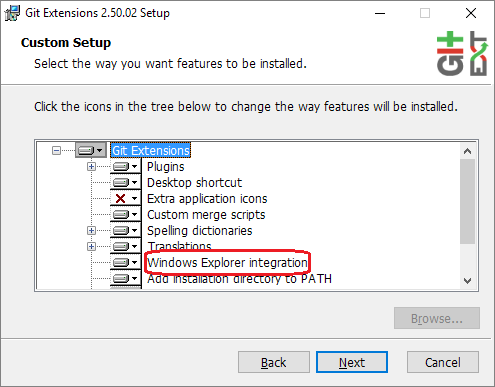 Git Extensions 2.50.02 Setup
Custom Setup
Select the way you want features to be installed.
Git
EXT
Click the icons in the tree below to change the way features will be installed.
Git Extensions
Plugins
Desktop shortcut
Extra application icons
Custom merge scripts
Spelling dictionaries
Translations
Windows Explorer integration
Add installation directory to PATH
Browse...
Back
Next
Cancel